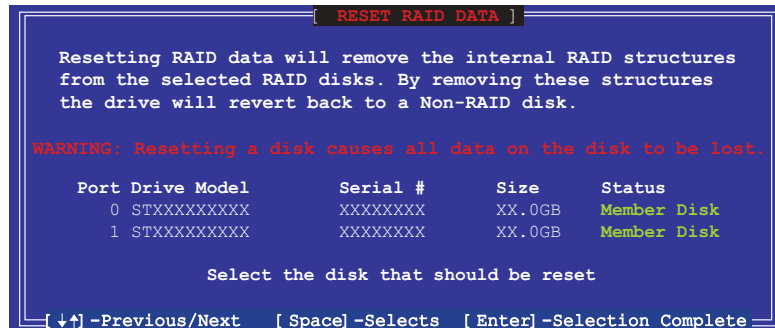 [ RESET RAID DATA ]
Resetting RAID data will remove the internal RAID structures
from the selected RAID disks. By removing these structures
the drive will revert back to a Non-RAID disk.
WARNING: Resetting a disk causes all data on the disk to be lost.
Port Drive Model Serial # Size Status
0 STXXXXXXXXX XXXXXXXX XX.0GB Member Disk
1 STXXXXXXXXX XXXXXXXX XX.0GB Member Disk
Select the disk that should be reset
[↓↑]-Previous/Next [Space]-Selects [Enter]-Selection Complete